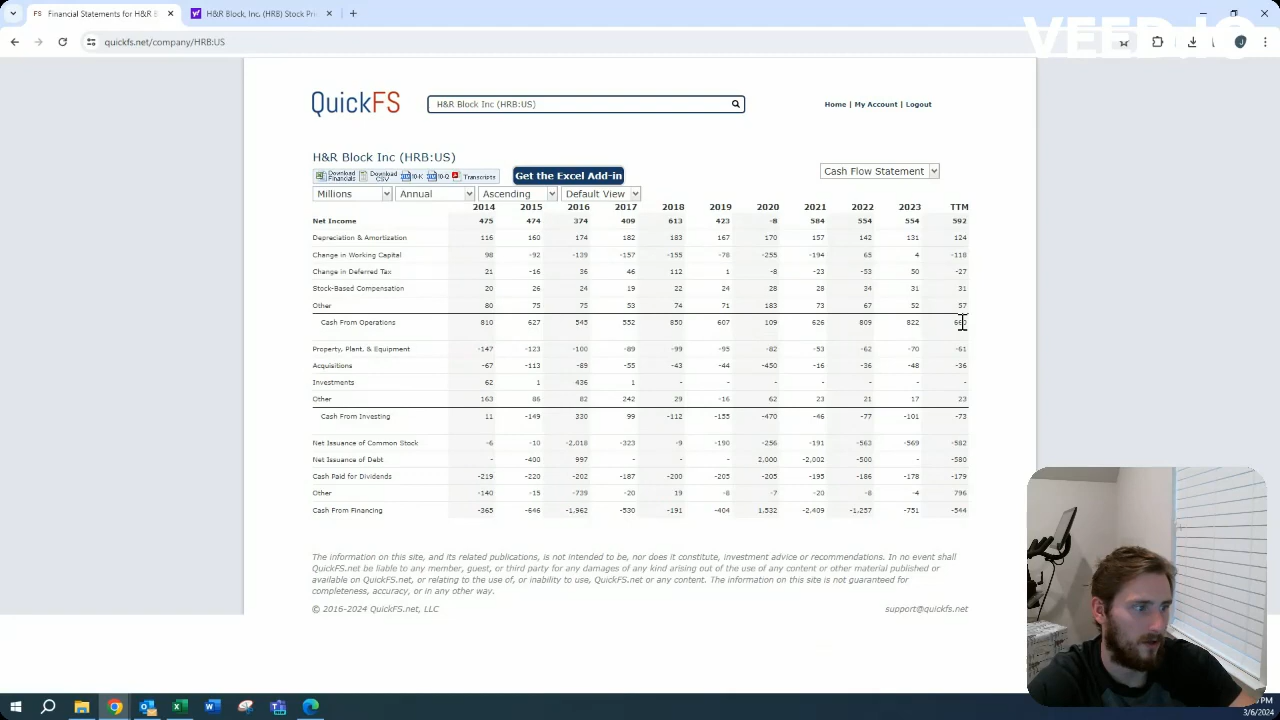 Financial Statements for H&R B
H&R Block, Inc. (HRB) Stock Pri
VEED.IO
quickfs.net/company/HRB:US
QuickFS
H&R Block Inc (HRB:US)
Home | My Account | Logout
H&R Block Inc (HRB:US)
Download Financials Download CSV 10-K 10-Q Transcripts Get the Excel Add-in Cash Flow Statement
Millions Annual Ascending Default View
2014 2015 2016 2017 2018 2019 2020 2021 2022 2023 TTM
Net Income 475 474 374 409 613 423 -8 584 554 554 592
Depreciation & Amortization 116 160 174 182 183 167 170 157 142 131 124
Change in Working Capital 98 -92 -139 -157 -155 -78 -255 -194 65 4 -118
Change in Deferred Tax 21 -16 36 46 112 1 -8 -23 -53 50 -27
Stock-Based Compensation 20 26 24 19 22 24 28 28 34 31 31
Other 80 75 75 53 74 71 183 73 67 52 57
Cash From Operations 810 627 545 552 850 607 109 626 809 822
Property, Plant, & Equipment -147 -123 -100 -89 -99 -95 -82 -53 -62 -70 -61
Acquisitions -67 -113 -89 -55 -43 -44 -450 -16 -36 -48 -36
Investments 62 1 436 1 - - - - - - -
Other 163 86 82 242 29 -16 62 23 21 17 23
Cash From Investing 11 -149 330 99 -112 -155 -470 -46 -77 -101 -73
Net Issuance of Common Stock -6 -10 -2,018 -323 -9 -190 -256 -191 -563 -569 -582
Net Issuance of Debt - -400 997 - - - 2,000 -2,002 -500 - -580
Cash Paid for Dividends -219 -220 -202 -187 -200 -205 -205 -195 -186 -178 -179
Other -140 -15 -739 -20 19 -8 -7 -20 -8 -4 796
Cash From Financing -365 -646 -1,962 -530 -191 -404 1,532 -2,409 -1,257 -751 -544
The information on this site, and its related publications, is not intended to be, nor does it constitute, investment advice or recommendations. In no event shall
QuickFS.net be liable to any member, guest, or third party for any damages of any kind arising out of the use of any content or other material published or
available on QuickFS.net, or relating to the use of, or inability to use, QuickFS.net or any content. The information on this site is not guaranteed for
completeness, accuracy, or in any other way.
© 2016-2024 QuickFS.net, LLC
support@quickfs.net
PM
3/6/2024